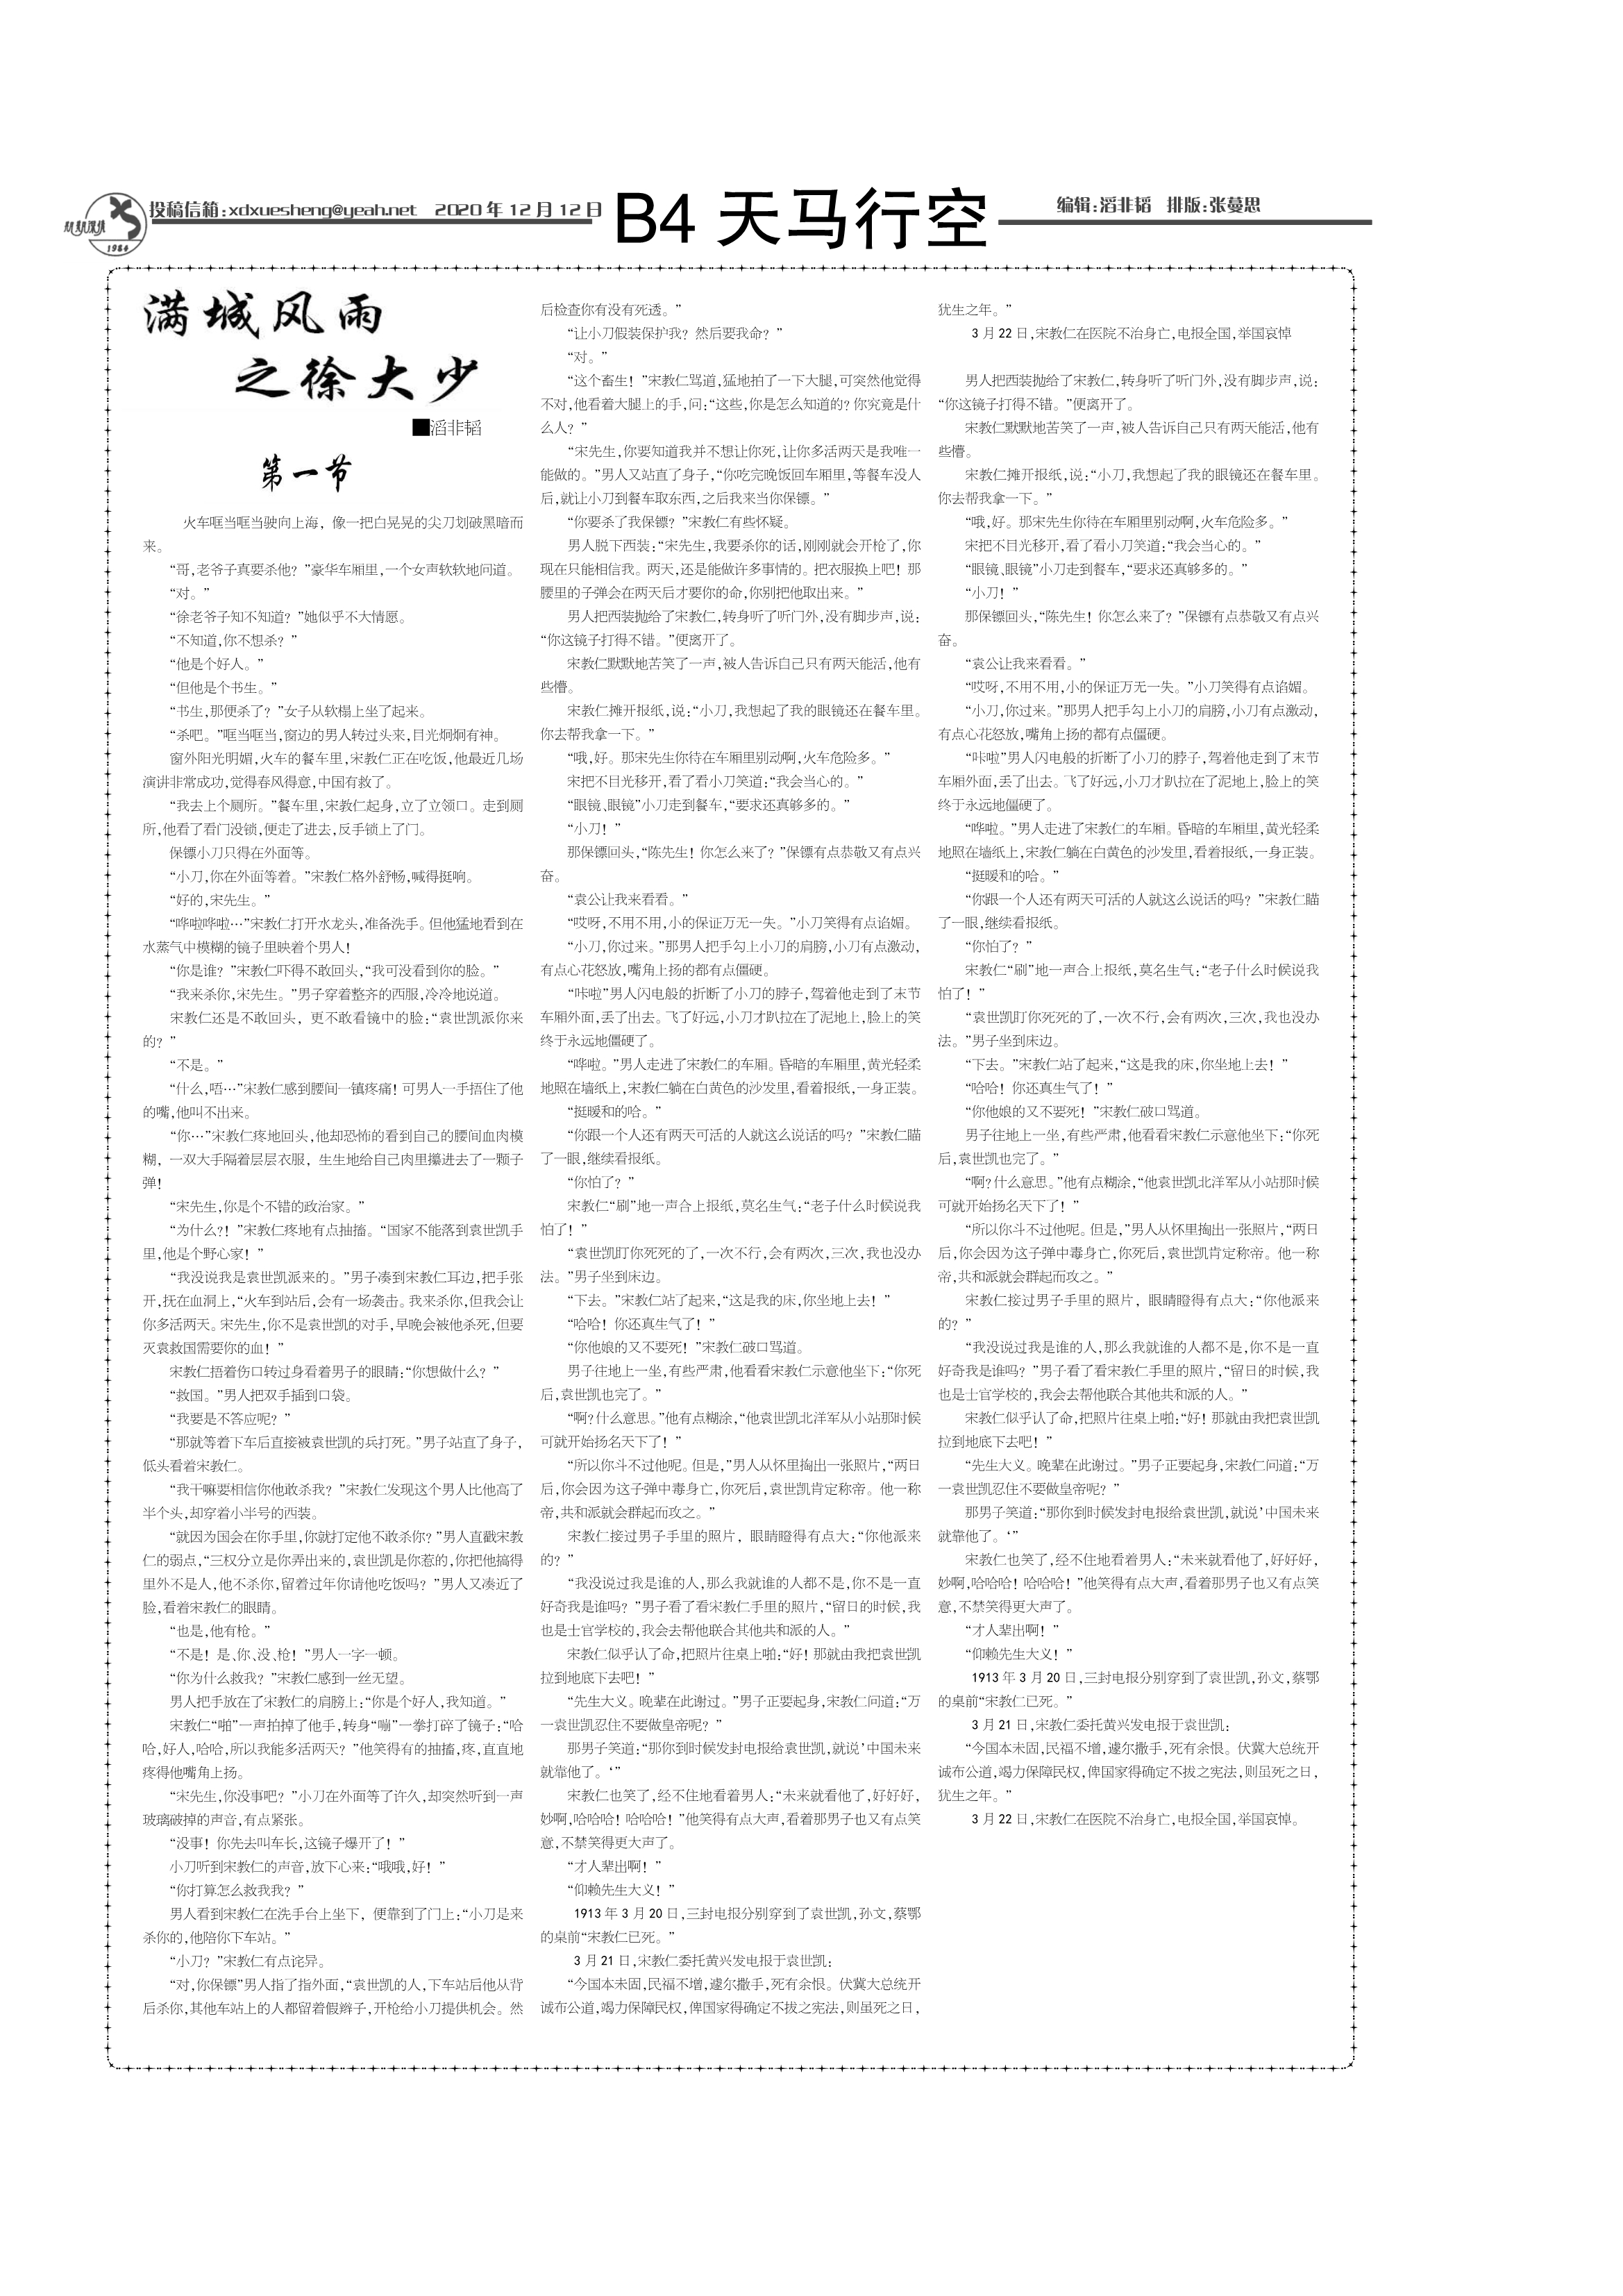 投稿信箱:xdxuesheng@yeah.net 2020年12月12日
B4 天马行空
编辑:滔非韬 排版:张蔓思
XS
1984
满城风雨
之徐大少
■滔非韬
第一节
火车哐当哐当驶向上海，像一把白晃晃的尖刀划破黑暗而
来。
“哥,老爷子真要杀他？”豪华车厢里,一个女声软软地问道。
“对。”
“徐老爷子知不知道？”她似乎不大情愿。
“不知道,你不想杀？”
“他是个好人。”
“但他是个书生。”
“书生,那便杀了？”女子从软榻上坐了起来。
“杀吧。”哐当哐当,窗边的男人转过头来,目光炯炯有神。
窗外阳光明媚,火车的餐车里,宋教仁正在吃饭,他最近几场
演讲非常成功,觉得春风得意,中国有救了。
“我去上个厕所。”餐车里,宋教仁起身,立了立领口。走到厕
所,他看了看门没锁,便走了进去,反手锁上了门。
保镖小刀只得在外面等。
“小刀,你在外面等着。”宋教仁格外舒畅,喊得挺响。
“好的,宋先生。”
“哗啦哗啦…”宋教仁打开水龙头,准备洗手。但他猛地看到在
水蒸气中模糊的镜子里映着个男人！
“你是谁？”宋教仁吓得不敢回头,“我可没看到你的脸。”
“我来杀你,宋先生。”男子穿着整齐的西服,冷冷地说道。
宋教仁还是不敢回头，更不敢看镜中的脸:“袁世凯派你来
的？”
“不是。”
“什么,唔…”宋教仁感到腰间一镇疼痛！可男人一手捂住了他
的嘴,他叫不出来。
“你…”宋教仁疼地回头,他却恐怖的看到自己的腰间血肉模
糊，一双大手隔着层层衣服，生生地给自己肉里攥进去了一颗子
弹！
“宋先生,你是个不错的政治家。”
“为什么?！”宋教仁疼地有点抽搐。“国家不能落到袁世凯手
里,他是个野心家！”
“我没说我是袁世凯派来的。”男子凑到宋教仁耳边,把手张
开,抚在血洞上,“火车到站后,会有一场袭击。我来杀你,但我会让
你多活两天。宋先生,你不是袁世凯的对手,早晚会被他杀死,但要
灭袁救国需要你的血！”
宋教仁捂着伤口转过身看着男子的眼睛:“你想做什么？”
“救国。”男人把双手插到口袋。
“我要是不答应呢？”
“那就等着下车后直接被袁世凯的兵打死。”男子站直了身子,
低头看着宋教仁。
“我干嘛要相信你他敢杀我？”宋教仁发现这个男人比他高了
半个头,却穿着小半号的西装。
“就因为国会在你手里,你就打定他不敢杀你？”男人直戳宋教
仁的弱点,“三权分立是你弄出来的,袁世凯是你惹的,你把他搞得
里外不是人,他不杀你,留着过年你请他吃饭吗？”男人又凑近了
脸,看着宋教仁的眼睛。
“也是,他有枪。”
“不是！是、你、没、枪！”男人一字一顿。
“你为什么救我？”宋教仁感到一丝无望。
男人把手放在了宋教仁的肩膀上:“你是个好人,我知道。”
宋教仁“啪”一声拍掉了他手,转身“嘣”一拳打碎了镜子:“哈
哈,好人,哈哈,所以我能多活两天？”他笑得有的抽搐,疼,直直地
疼得他嘴角上扬。
“宋先生,你没事吧？”小刀在外面等了许久,却突然听到一声
玻璃破掉的声音,有点紧张。
“没事！你先去叫车长,这镜子爆开了！”
小刀听到宋教仁的声音,放下心来:“哦哦,好！”
“你打算怎么救我我？”
男人看到宋教仁在洗手台上坐下，便靠到了门上:“小刀是来
杀你的,他陪你下车站。”
“小刀？”宋教仁有点诧异。
“对,你保镖”男人指了指外面,“袁世凯的人,下车站后他从背
后杀你,其他车站上的人都留着假辫子,开枪给小刀提供机会。然
后检查你有没有死透。”
“让小刀假装保护我？然后要我命？”
“对。”
“这个畜生！”宋教仁骂道,猛地拍了一下大腿,可突然他觉得
不对,他看着大腿上的手,问:“这些,你是怎么知道的？你究竟是什
么人？”
“宋先生,你要知道我并不想让你死,让你多活两天是我唯一
能做的。”男人又站直了身子,“你吃完晚饭回车厢里,等餐车没人
后,就让小刀到餐车取东西,之后我来当你保镖。”
“你要杀了我保镖？”宋教仁有些怀疑。
男人脱下西装:“宋先生,我要杀你的话,刚刚就会开枪了,你
现在只能相信我。两天,还是能做许多事情的。把衣服换上吧！那
腰里的子弹会在两天后才要你的命,你别把他取出来。”
男人把西装抛给了宋教仁,转身听了听门外,没有脚步声,说:
“你这镜子打得不错。”便离开了。
宋教仁默默地苦笑了一声,被人告诉自己只有两天能活,他有
些懵。
宋教仁摊开报纸,说:“小刀,我想起了我的眼镜还在餐车里。
你去帮我拿一下。”
“哦,好。那宋先生你待在车厢里别动啊,火车危险多。”
宋把不目光移开,看了看小刀笑道:“我会当心的。”
“眼镜、眼镜”小刀走到餐车,“要求还真够多的。”
“小刀！”
那保镖回头,“陈先生！你怎么来了？”保镖有点恭敬又有点兴
奋。
“袁公让我来看看。”
“哎呀,不用不用,小的保证万无一失。”小刀笑得有点谄媚。
“小刀,你过来。”那男人把手勾上小刀的肩膀,小刀有点激动,
有点心花怒放,嘴角上扬的都有点僵硬。
“咔啦”男人闪电般的折断了小刀的脖子,驾着他走到了末节
车厢外面,丢了出去。飞了好远,小刀才趴拉在了泥地上,脸上的笑
终于永远地僵硬了。
“哗啦。”男人走进了宋教仁的车厢。昏暗的车厢里,黄光轻柔
地照在墙纸上,宋教仁躺在白黄色的沙发里,看着报纸,一身正装。
“挺暖和的哈。”
“你跟一个人还有两天可活的人就这么说话的吗？”宋教仁瞄
了一眼,继续看报纸。
“你怕了？”
宋教仁“刷”地一声合上报纸,莫名生气:“老子什么时候说我
怕了！”
“袁世凯盯你死死的了,一次不行,会有两次,三次,我也没办
法。”男子坐到床边。
“下去。”宋教仁站了起来,“这是我的床,你坐地上去！”
“哈哈！你还真生气了！”
“你他娘的又不要死！”宋教仁破口骂道。
男子往地上一坐,有些严肃,他看看宋教仁示意他坐下:“你死
后,袁世凯也完了。”
“啊？什么意思。”他有点糊涂,“他袁世凯北洋军从小站那时候
可就开始扬名天下了！”
“所以你斗不过他呢。但是,”男人从怀里掏出一张照片,“两日
后,你会因为这子弹中毒身亡,你死后,袁世凯肯定称帝。他一称
帝,共和派就会群起而攻之。”
宋教仁接过男子手里的照片，眼睛瞪得有点大:“你他派来
的？”
“我没说过我是谁的人,那么我就谁的人都不是,你不是一直
好奇我是谁吗？”男子看了看宋教仁手里的照片,“留日的时候,我
也是士官学校的,我会去帮他联合其他共和派的人。”
宋教仁似乎认了命,把照片往桌上啪:“好！那就由我把袁世凯
拉到地底下去吧！”
“先生大义。晚辈在此谢过。”男子正要起身,宋教仁问道:“万
一袁世凯忍住不要做皇帝呢？”
那男子笑道:“那你到时候发封电报给袁世凯,就说’中国未来
就靠他了。‘”
宋教仁也笑了,经不住地看着男人:“未来就看他了,好好好,
妙啊,哈哈哈！哈哈哈！”他笑得有点大声,看着那男子也又有点笑
意,不禁笑得更大声了。
“才人辈出啊！”
“仰赖先生大义！”
1913年3月20日,三封电报分别穿到了袁世凯,孙文,蔡鄂
的桌前“宋教仁已死。”
3月21日,宋教仁委托黄兴发电报于袁世凯:
“今国本未固,民福不增,遽尔撒手,死有余恨。伏冀大总统开
诚布公道,竭力保障民权,俾国家得确定不拔之宪法,则虽死之日,
犹生之年。”
3月22日,宋教仁在医院不治身亡,电报全国,举国哀悼
男人把西装抛给了宋教仁,转身听了听门外,没有脚步声,说:
“你这镜子打得不错。”便离开了。
宋教仁默默地苦笑了一声,被人告诉自己只有两天能活,他有
些懵。
宋教仁摊开报纸,说:“小刀,我想起了我的眼镜还在餐车里。
你去帮我拿一下。”
“哦,好。那宋先生你待在车厢里别动啊,火车危险多。”
宋把不目光移开,看了看小刀笑道:“我会当心的。”
“眼镜、眼镜”小刀走到餐车,“要求还真够多的。”
“小刀！”
那保镖回头,“陈先生！你怎么来了？”保镖有点恭敬又有点兴
奋。
“袁公让我来看看。”
“哎呀,不用不用,小的保证万无一失。”小刀笑得有点谄媚。
“小刀,你过来。”那男人把手勾上小刀的肩膀,小刀有点激动,
有点心花怒放,嘴角上扬的都有点僵硬。
“咔啦”男人闪电般的折断了小刀的脖子,驾着他走到了末节
车厢外面,丢了出去。飞了好远,小刀才趴拉在了泥地上,脸上的笑
终于永远地僵硬了。
“哗啦。”男人走进了宋教仁的车厢。昏暗的车厢里,黄光轻柔
地照在墙纸上,宋教仁躺在白黄色的沙发里,看着报纸,一身正装。
“挺暖和的哈。”
“你跟一个人还有两天可活的人就这么说话的吗？”宋教仁瞄
了一眼,继续看报纸。
“你怕了？”
宋教仁“刷”地一声合上报纸,莫名生气:“老子什么时候说我
怕了！”
“袁世凯盯你死死的了,一次不行,会有两次,三次,我也没办
法。”男子坐到床边。
“下去。”宋教仁站了起来,“这是我的床,你坐地上去！”
“哈哈！你还真生气了！”
“你他娘的又不要死！”宋教仁破口骂道。
男子往地上一坐,有些严肃,他看看宋教仁示意他坐下:“你死
后,袁世凯也完了。”
“啊？什么意思。”他有点糊涂,“他袁世凯北洋军从小站那时候
可就开始扬名天下了！”
“所以你斗不过他呢。但是,”男人从怀里掏出一张照片,“两日
后,你会因为这子弹中毒身亡,你死后,袁世凯肯定称帝。他一称
帝,共和派就会群起而攻之。”
宋教仁接过男子手里的照片，眼睛瞪得有点大:“你他派来
的？”
“我没说过我是谁的人,那么我就谁的人都不是,你不是一直
好奇我是谁吗？”男子看了看宋教仁手里的照片,“留日的时候,我
也是士官学校的,我会去帮他联合其他共和派的人。”
宋教仁似乎认了命,把照片往桌上啪:“好！那就由我把袁世凯
拉到地底下去吧！”
“先生大义。晚辈在此谢过。”男子正要起身,宋教仁问道:“万
一袁世凯忍住不要做皇帝呢？”
那男子笑道:“那你到时候发封电报给袁世凯,就说’中国未来
就靠他了。‘”
宋教仁也笑了,经不住地看着男人:“未来就看他了,好好好,
妙啊,哈哈哈！哈哈哈！”他笑得有点大声,看着那男子也又有点笑
意,不禁笑得更大声了。
“才人辈出啊！”
“仰赖先生大义！”
1913年3月20日,三封电报分别穿到了袁世凯,孙文,蔡鄂
的桌前“宋教仁已死。”
3月21日,宋教仁委托黄兴发电报于袁世凯:
“今国本未固,民福不增,遽尔撒手,死有余恨。伏冀大总统开
诚布公道,竭力保障民权,俾国家得确定不拔之宪法,则虽死之日,
犹生之年。”
3月22日,宋教仁在医院不治身亡,电报全国,举国哀悼。